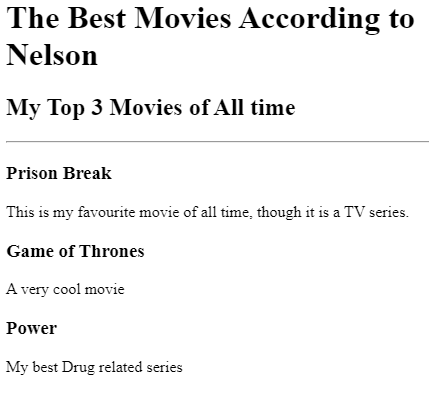 The Best Movies According to
Nelson
My Top 3 Movies of All time
Prison Break
This is my favourite movie of all time, though it is a TV series.
Game of Thrones
A very cool movie
Power
My best Drug related series